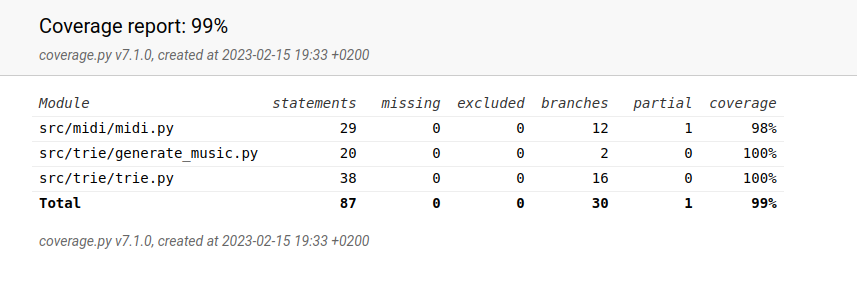 Coverage report: 99%
coverage.py v7.1.0, created at 2023-02-15 19:33 +0200
Module statements missing excluded branches partial coverage
src/midi/midi.py 29 0 0 12 1 98%
src/trie/generate_music.py 20 0 0 2 0 100%
src/trie/trie.py 38 0 0 16 0 100%
Total 87 0 0 30 1 99%
coverage.py v7.1.0, created at 2023-02-15 19:33 +0200